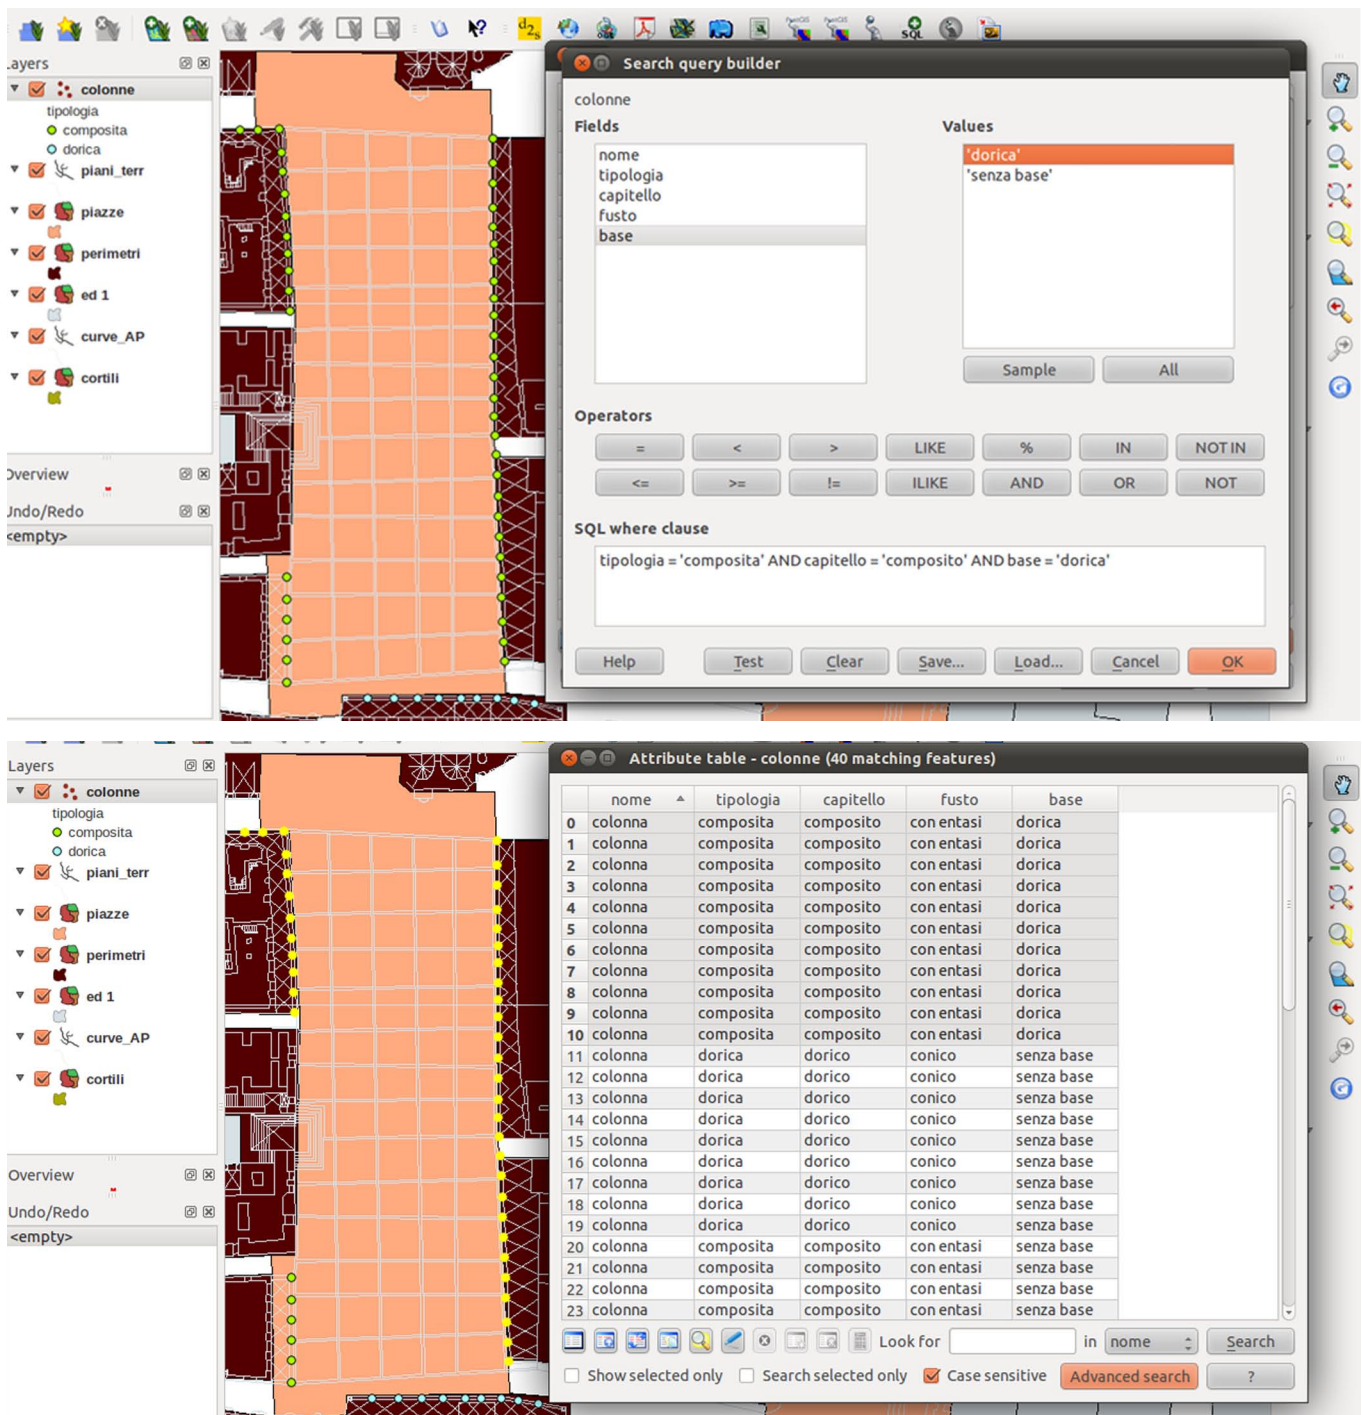 d2s
SQL
Search query builder
Layers
colonne
tipologia
composita
dorica
piani_terr
piazze
perimetri
ed 1
curve_AP
cortili
Overview
Undo/Redo
<empty>
colonne
Fields
Values
nome
tipologia
capitello
fusto
base
'dorica'
'senza base'
Sample
All
Operators
= < > LIKE % IN NOT IN
<= >= != ILIKE AND OR NOT
SQL where clause
tipologia = 'composita' AND capitello = 'composito' AND base = 'dorica'
Help Test Clear Save... Load... Cancel OK
Layers
colonne
tipologia
composita
dorica
piani_terr
piazze
perimetri
ed 1
curve_AP
cortili
Overview
Undo/Redo
<empty>
Attribute table - colonne (40 matching features)
nome tipologia capitello fusto base
0 colonna composita composito con entasi dorica
1 colonna composita composito con entasi dorica
2 colonna composita composito con entasi dorica
3 colonna composita composito con entasi dorica
4 colonna composita composito con entasi dorica
5 colonna composita composito con entasi dorica
6 colonna composita composito con entasi dorica
7 colonna composita composito con entasi dorica
8 colonna composita composito con entasi dorica
9 colonna composita composito con entasi dorica
10 colonna composita composito con entasi dorica
11 colonna dorica dorico conico senza base
12 colonna dorica dorico conico senza base
13 colonna dorica dorico conico senza base
14 colonna dorica dorico conico senza base
15 colonna dorica dorico conico senza base
16 colonna dorica dorico conico senza base
17 colonna dorica dorico conico senza base
18 colonna dorica dorico conico senza base
19 colonna dorica dorico conico senza base
20 colonna composita composito con entasi senza base
21 colonna composita composito con entasi senza base
22 colonna composita composito con entasi senza base
23 colonna composita composito con entasi senza base
Look for in nome Search
Show selected only Search selected only Case sensitive Advanced search ?